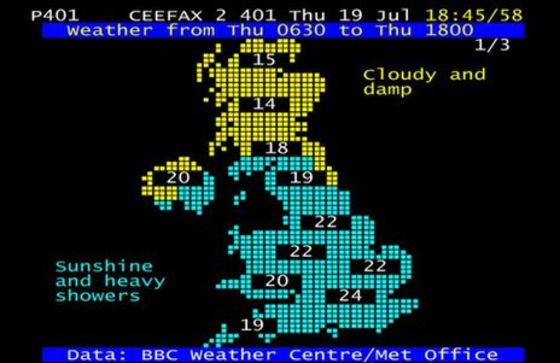 P401 CEEFAX 2 401 Thu 19 Jul 18:45/58
Weather from Thu 0630 to Thu 1800
1/3
15
Cloudy and
damp
14
18
20 19
22
22
22
Sunshine
and heavy
showers
20
24
19
Data: BBC Weather Centre/Met Office